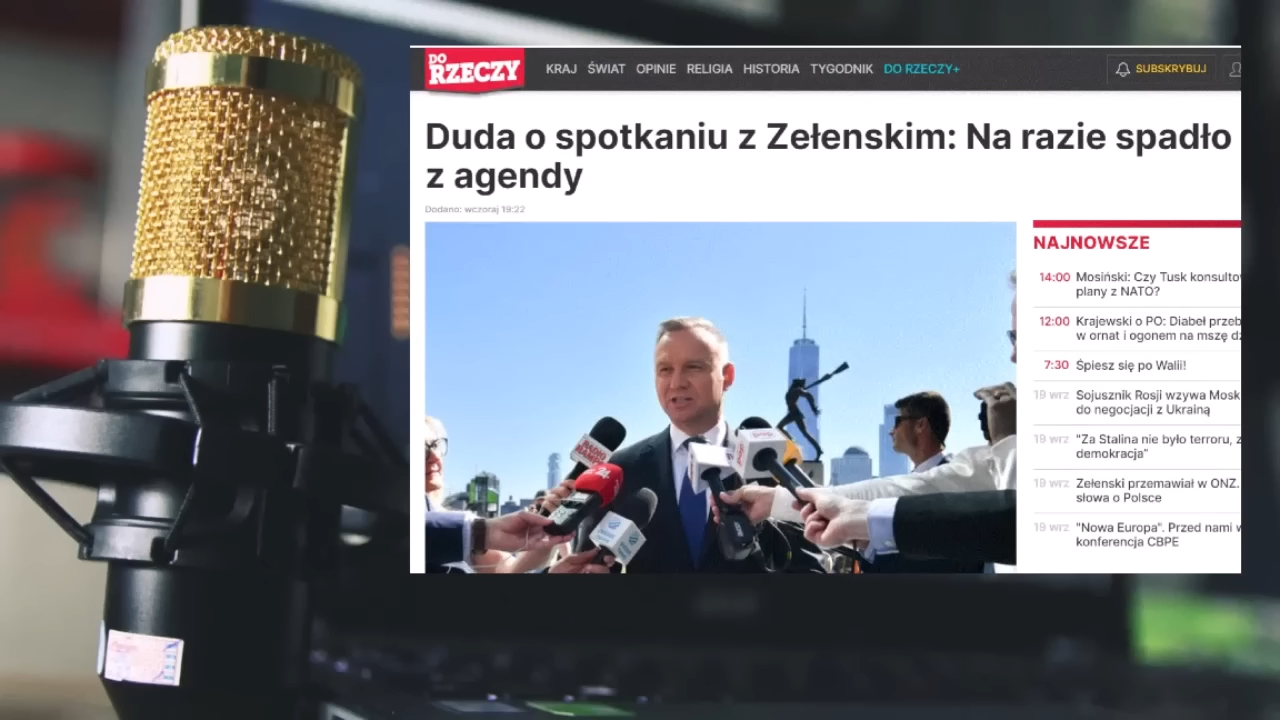 DO
RZECZY
KRAJ ŚWIAT OPINIE RELIGIA HISTORIA TYGODNIK DO RZECZY+
SUBSKRYBUJ
Duda o spotkaniu z Zełenskim: Na razie spadło
z agendy
Dodano: wczoraj 19:22
NAJNOWSZE
14:00 Mosiński: Czy Tusk konsultow
plany z NATO?
12:00 Krajewski o PO: Diabeł przeb
w ornat i ogonem na mszę dz
7:30 Śpiesz się po Walii!
19 wrz Sojusznik Rosji wzywa Mosk
do negocjacji z Ukrainą
19 wrz "Za Stalina nie było terroru, z
demokracja"
19 wrz Zełenski przemawiał w ONZ.
słowa o Polsce
19 wrz "Nowa Europa". Przed nami w
konferencja CBPE